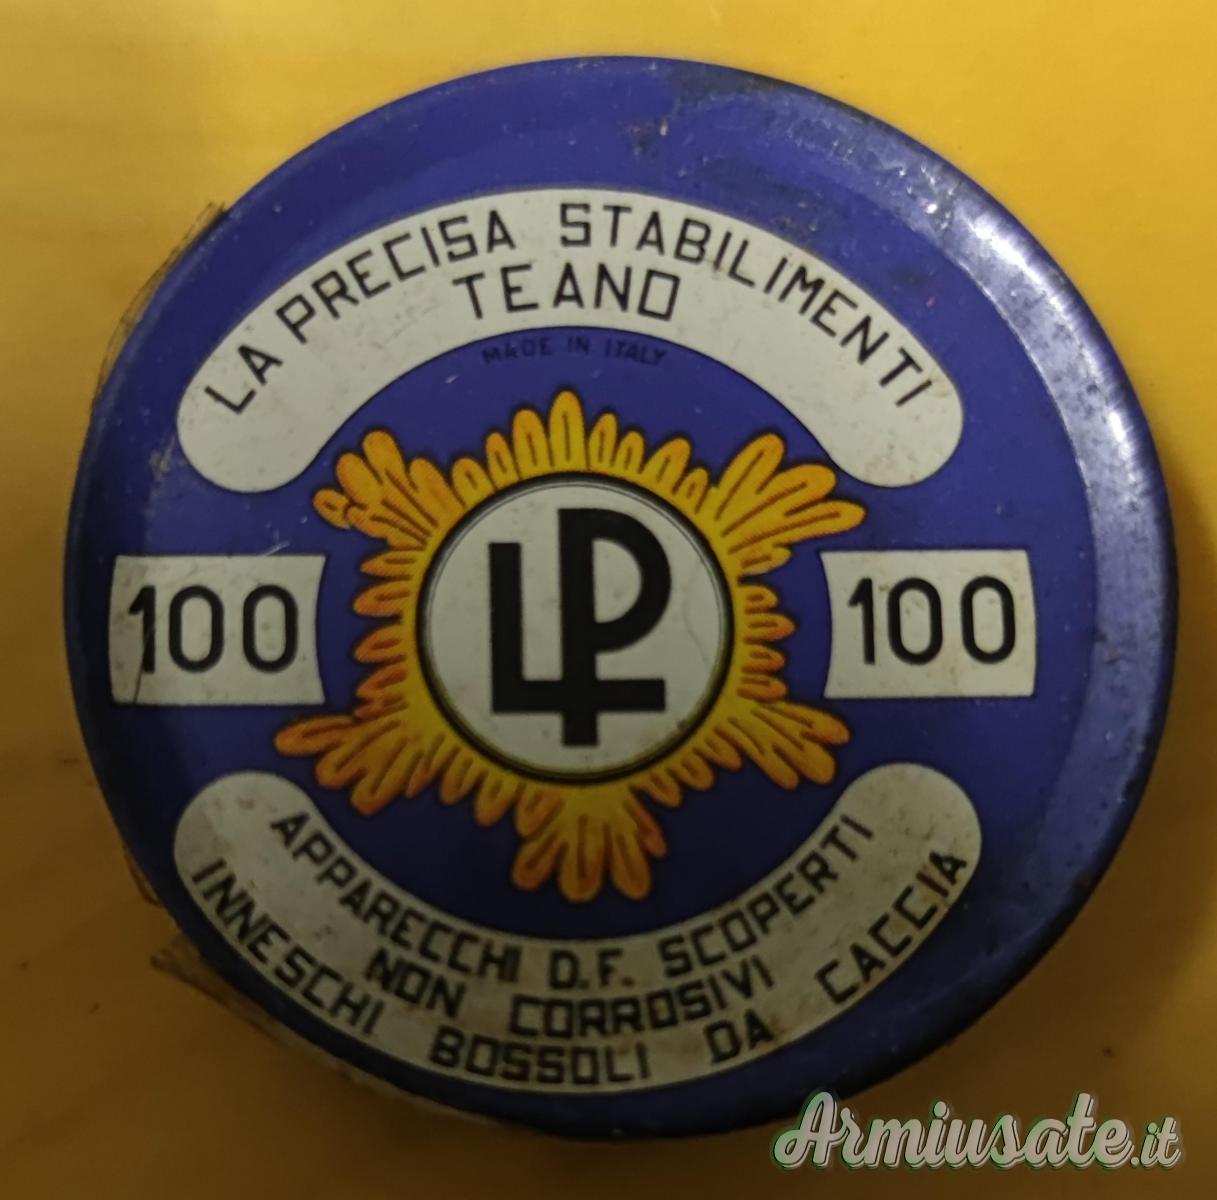 LA PRECISA STABILIMENTI
TEANO
MADE IN ITALY
100
LP
100
APPARECCHI D.F. SCOPERTI
NON CORROSIVI
INNESCHI BOSSOLI DA CACCIA
Armiusate.it